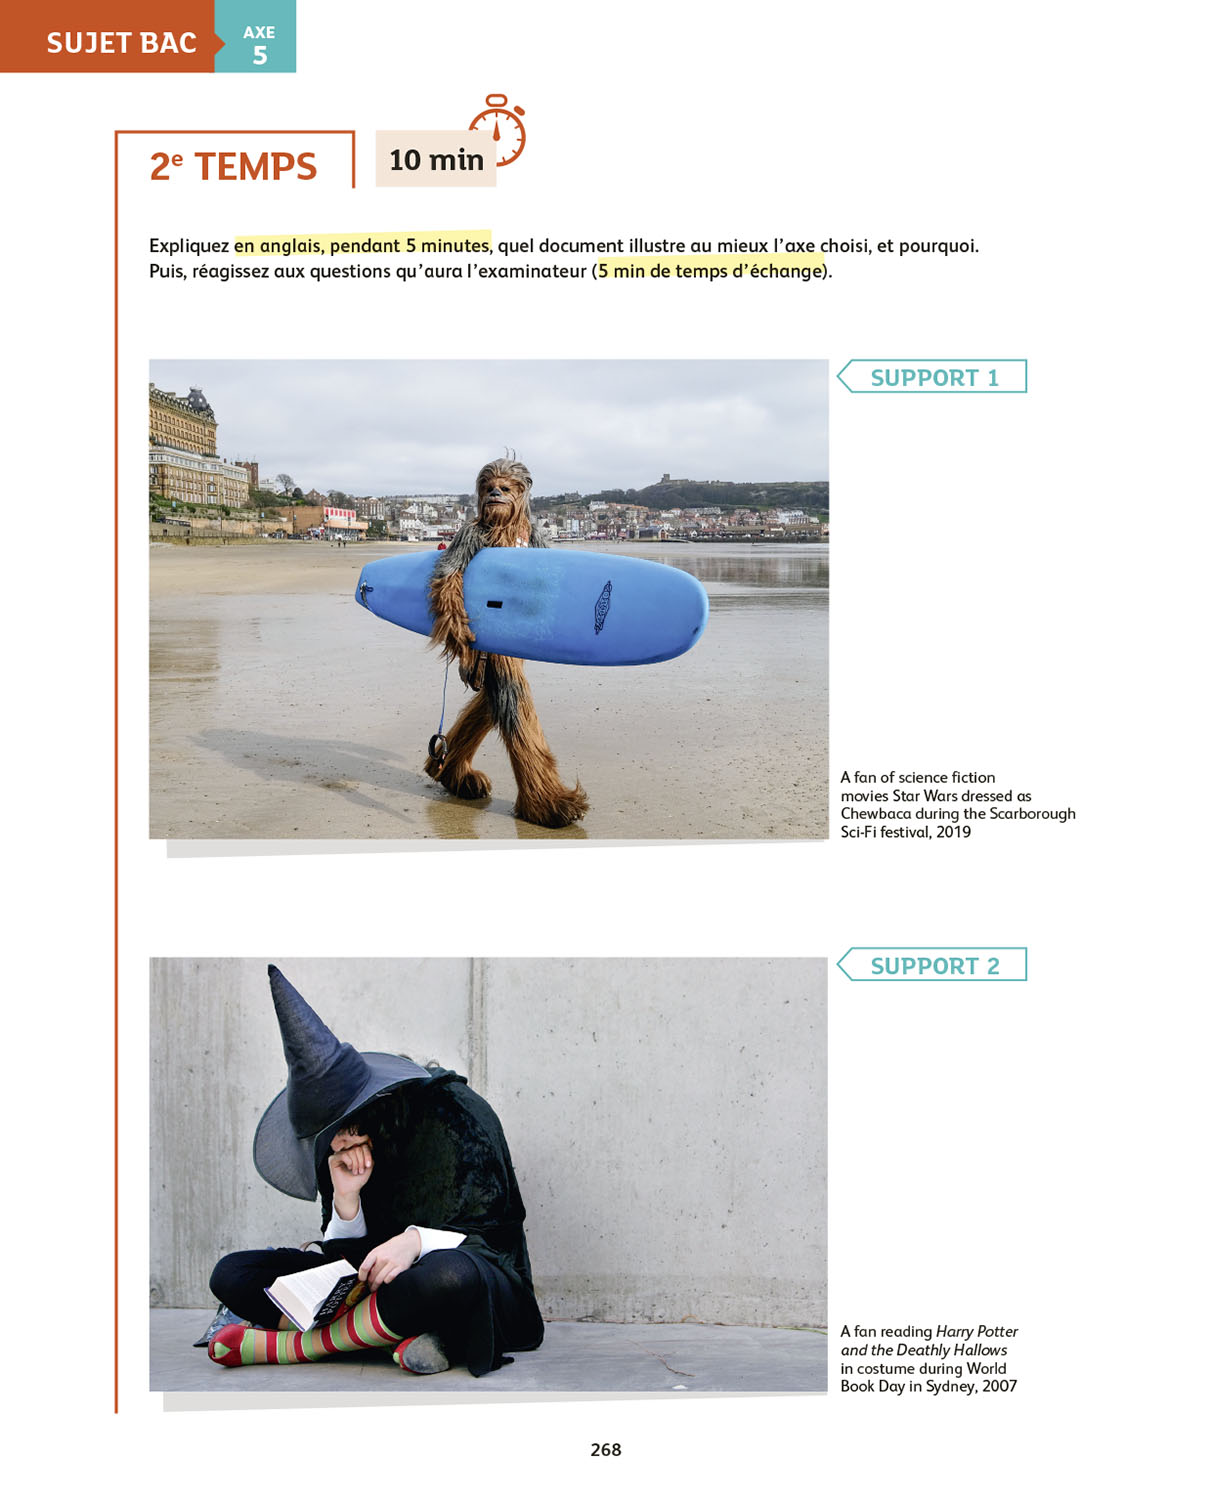 SUJET BAC
AXE
5
2e TEMPS
10 min
Expliquez en anglais, pendant 5 minutes, quel document illustre au mieux l'axe choisi, et pourquoi.
Puis, réagissez aux questions qu'aura l'examinateur (5 min de temps d'échange).
SUPPORT 1
A fan of science fiction
movies Star Wars dressed as
Chewbaca during the Scarborough
Sci-Fi festival, 2019
SUPPORT 2
HARRY POTTER
A fan reading Harry Potter
and the Deathly Hallows
in costume during World
Book Day in Sydney, 2007
268